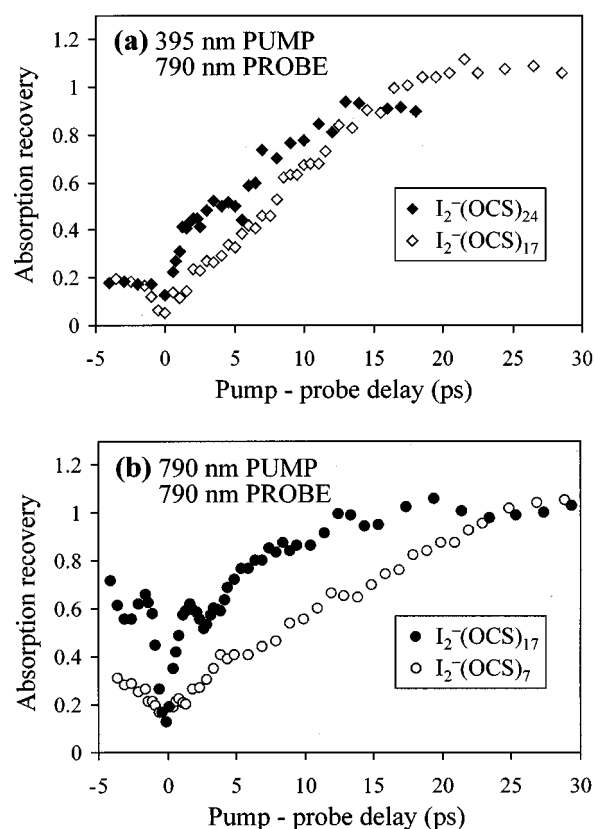 (a) 395 nm PUMP
790 nm PROBE
1.2
1
0.8
0.6
0.4
0.2
0
Absorption recovery
I₂⁻(OCS)₂₄
I₂⁻(OCS)₁₇
-5 0 5 10 15 20 25 30
Pump - probe delay (ps)
(b) 790 nm PUMP
790 nm PROBE
1.2
1
0.8
0.6
0.4
0.2
0
Absorption recovery
I₂⁻(OCS)₁₇
I₂⁻(OCS)₇
-5 0 5 10 15 20 25 30
Pump - probe delay (ps)